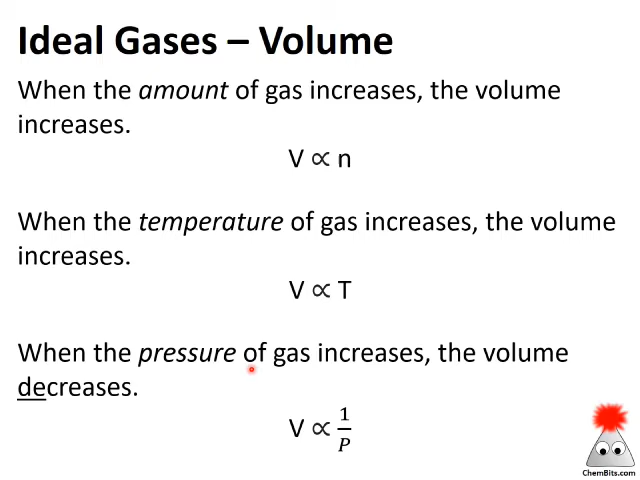 Ideal Gases – Volume
When the amount of gas increases, the volume
increases.
V ∝ n
When the temperature of gas increases, the volume
increases.
V ∝ T
When the pressure of gas increases, the volume
decreases.
V ∝ 1/P
ChemBits.com